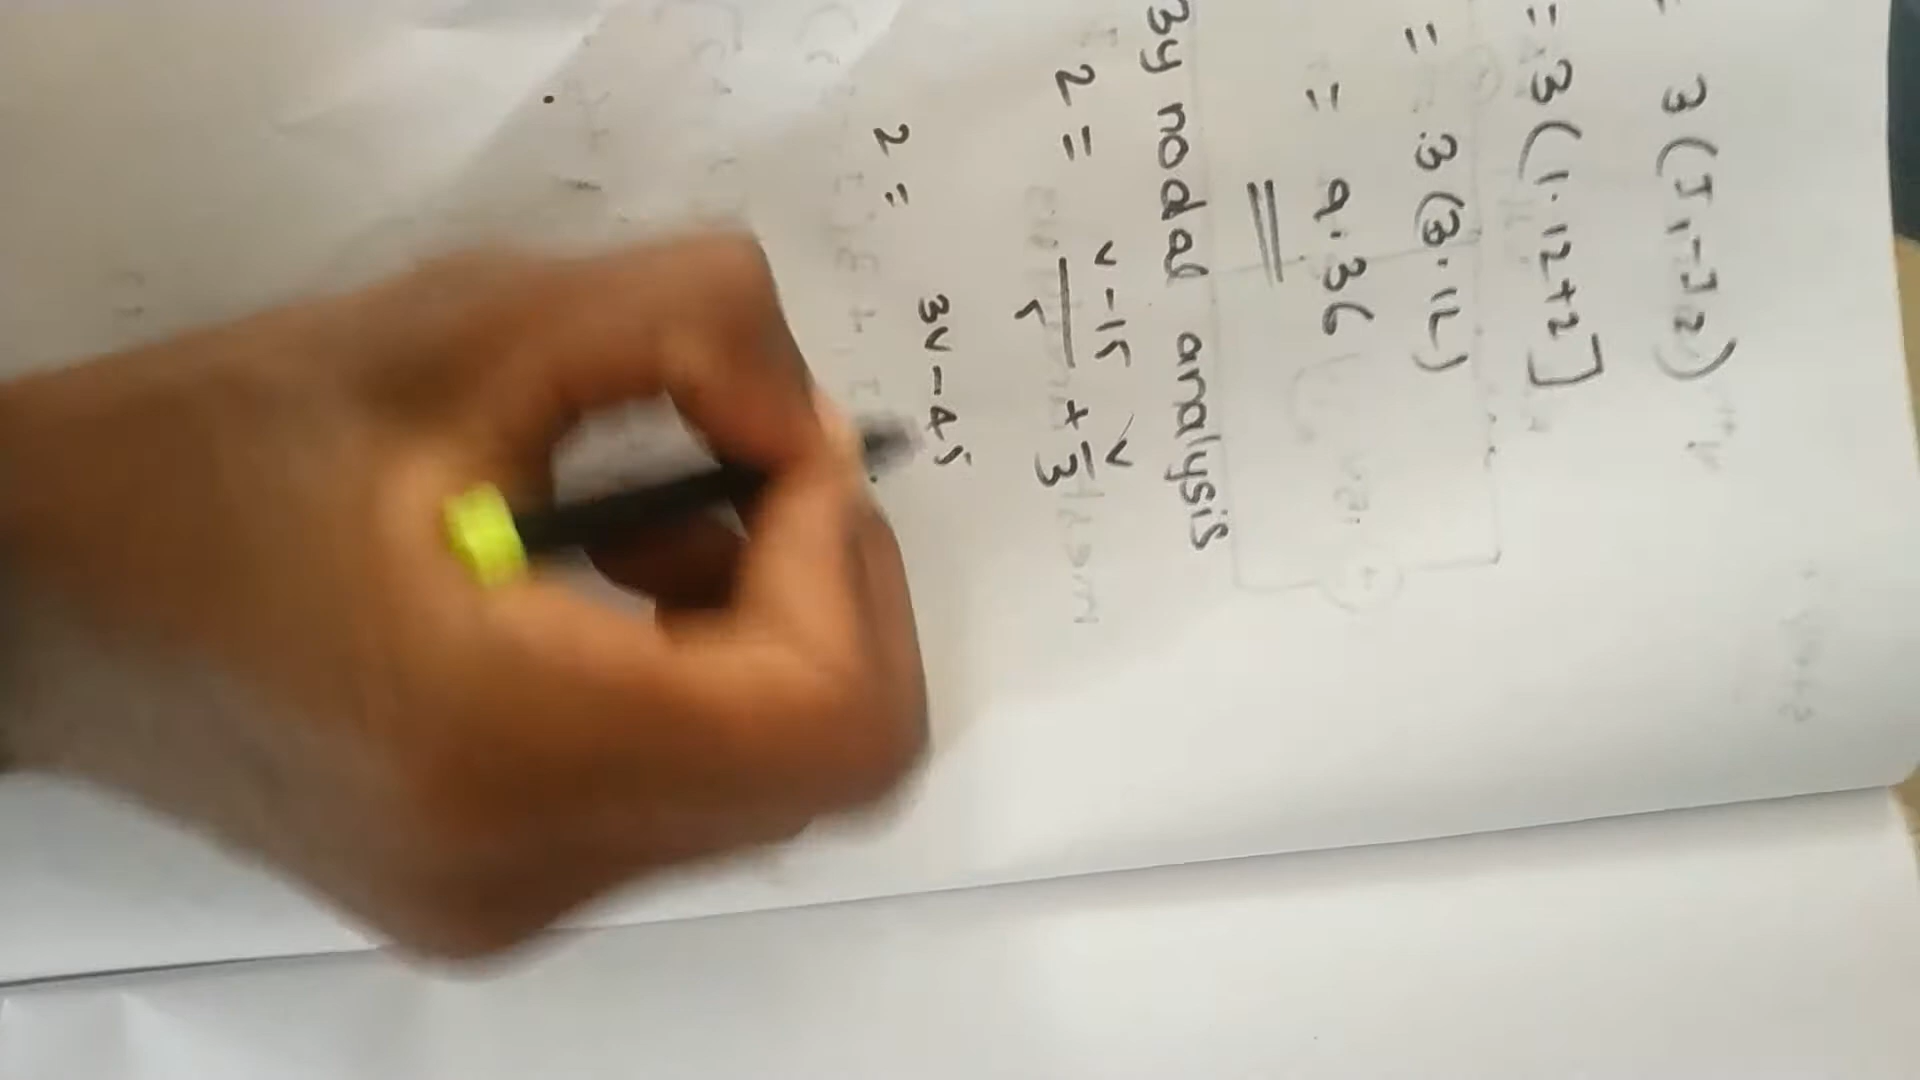 = 3(I1-I2)
= 3(1.12+2]
= 3(3.12)
= 9.36
By nodal analysis
2 = v-15/5 + v/3
2 = 3v-45